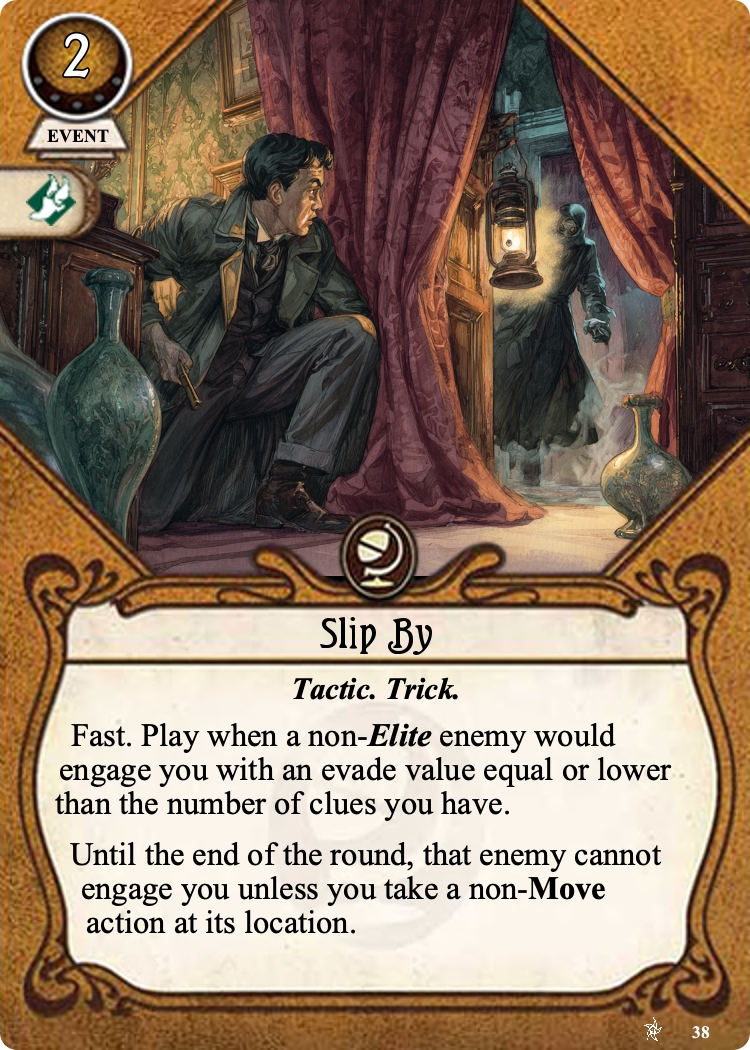 2
EVENT
Slip By
Tactic. Trick.
Fast. Play when a non-Elite enemy would
engage you with an evade value equal or lower
than the number of clues you have.
Until the end of the round, that enemy cannot
engage you unless you take a non-Move
action at its location.
38